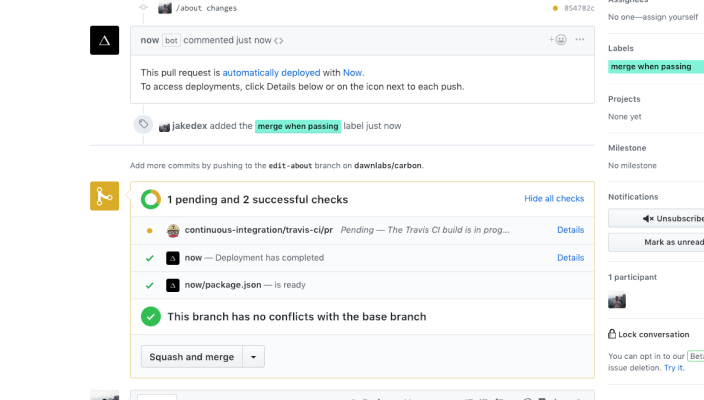 /about changes
854782c
now bot commented just now
This pull request is automatically deployed with Now.
To access deployments, click Details below or on the icon next to each push.
jakedex added the merge when passing label just now
Add more commits by pushing to the edit-about branch on dawnlabs/carbon.
1 pending and 2 successful checks
Hide all checks
continuous-integration/travis-ci/pr Pending — The Travis CI build is in prog...
Details
now — Deployment has completed
Details
now/package.json — is ready
This branch has no conflicts with the base branch
Squash and merge
Assignees
No one—assign yourself
Labels
merge when passing
Projects
None yet
Milestone
No milestone
Notifications
Unsubscribe
Mark as unread
1 participant
Lock conversation
You can opt in to our Beta
issue deletion. Try it.